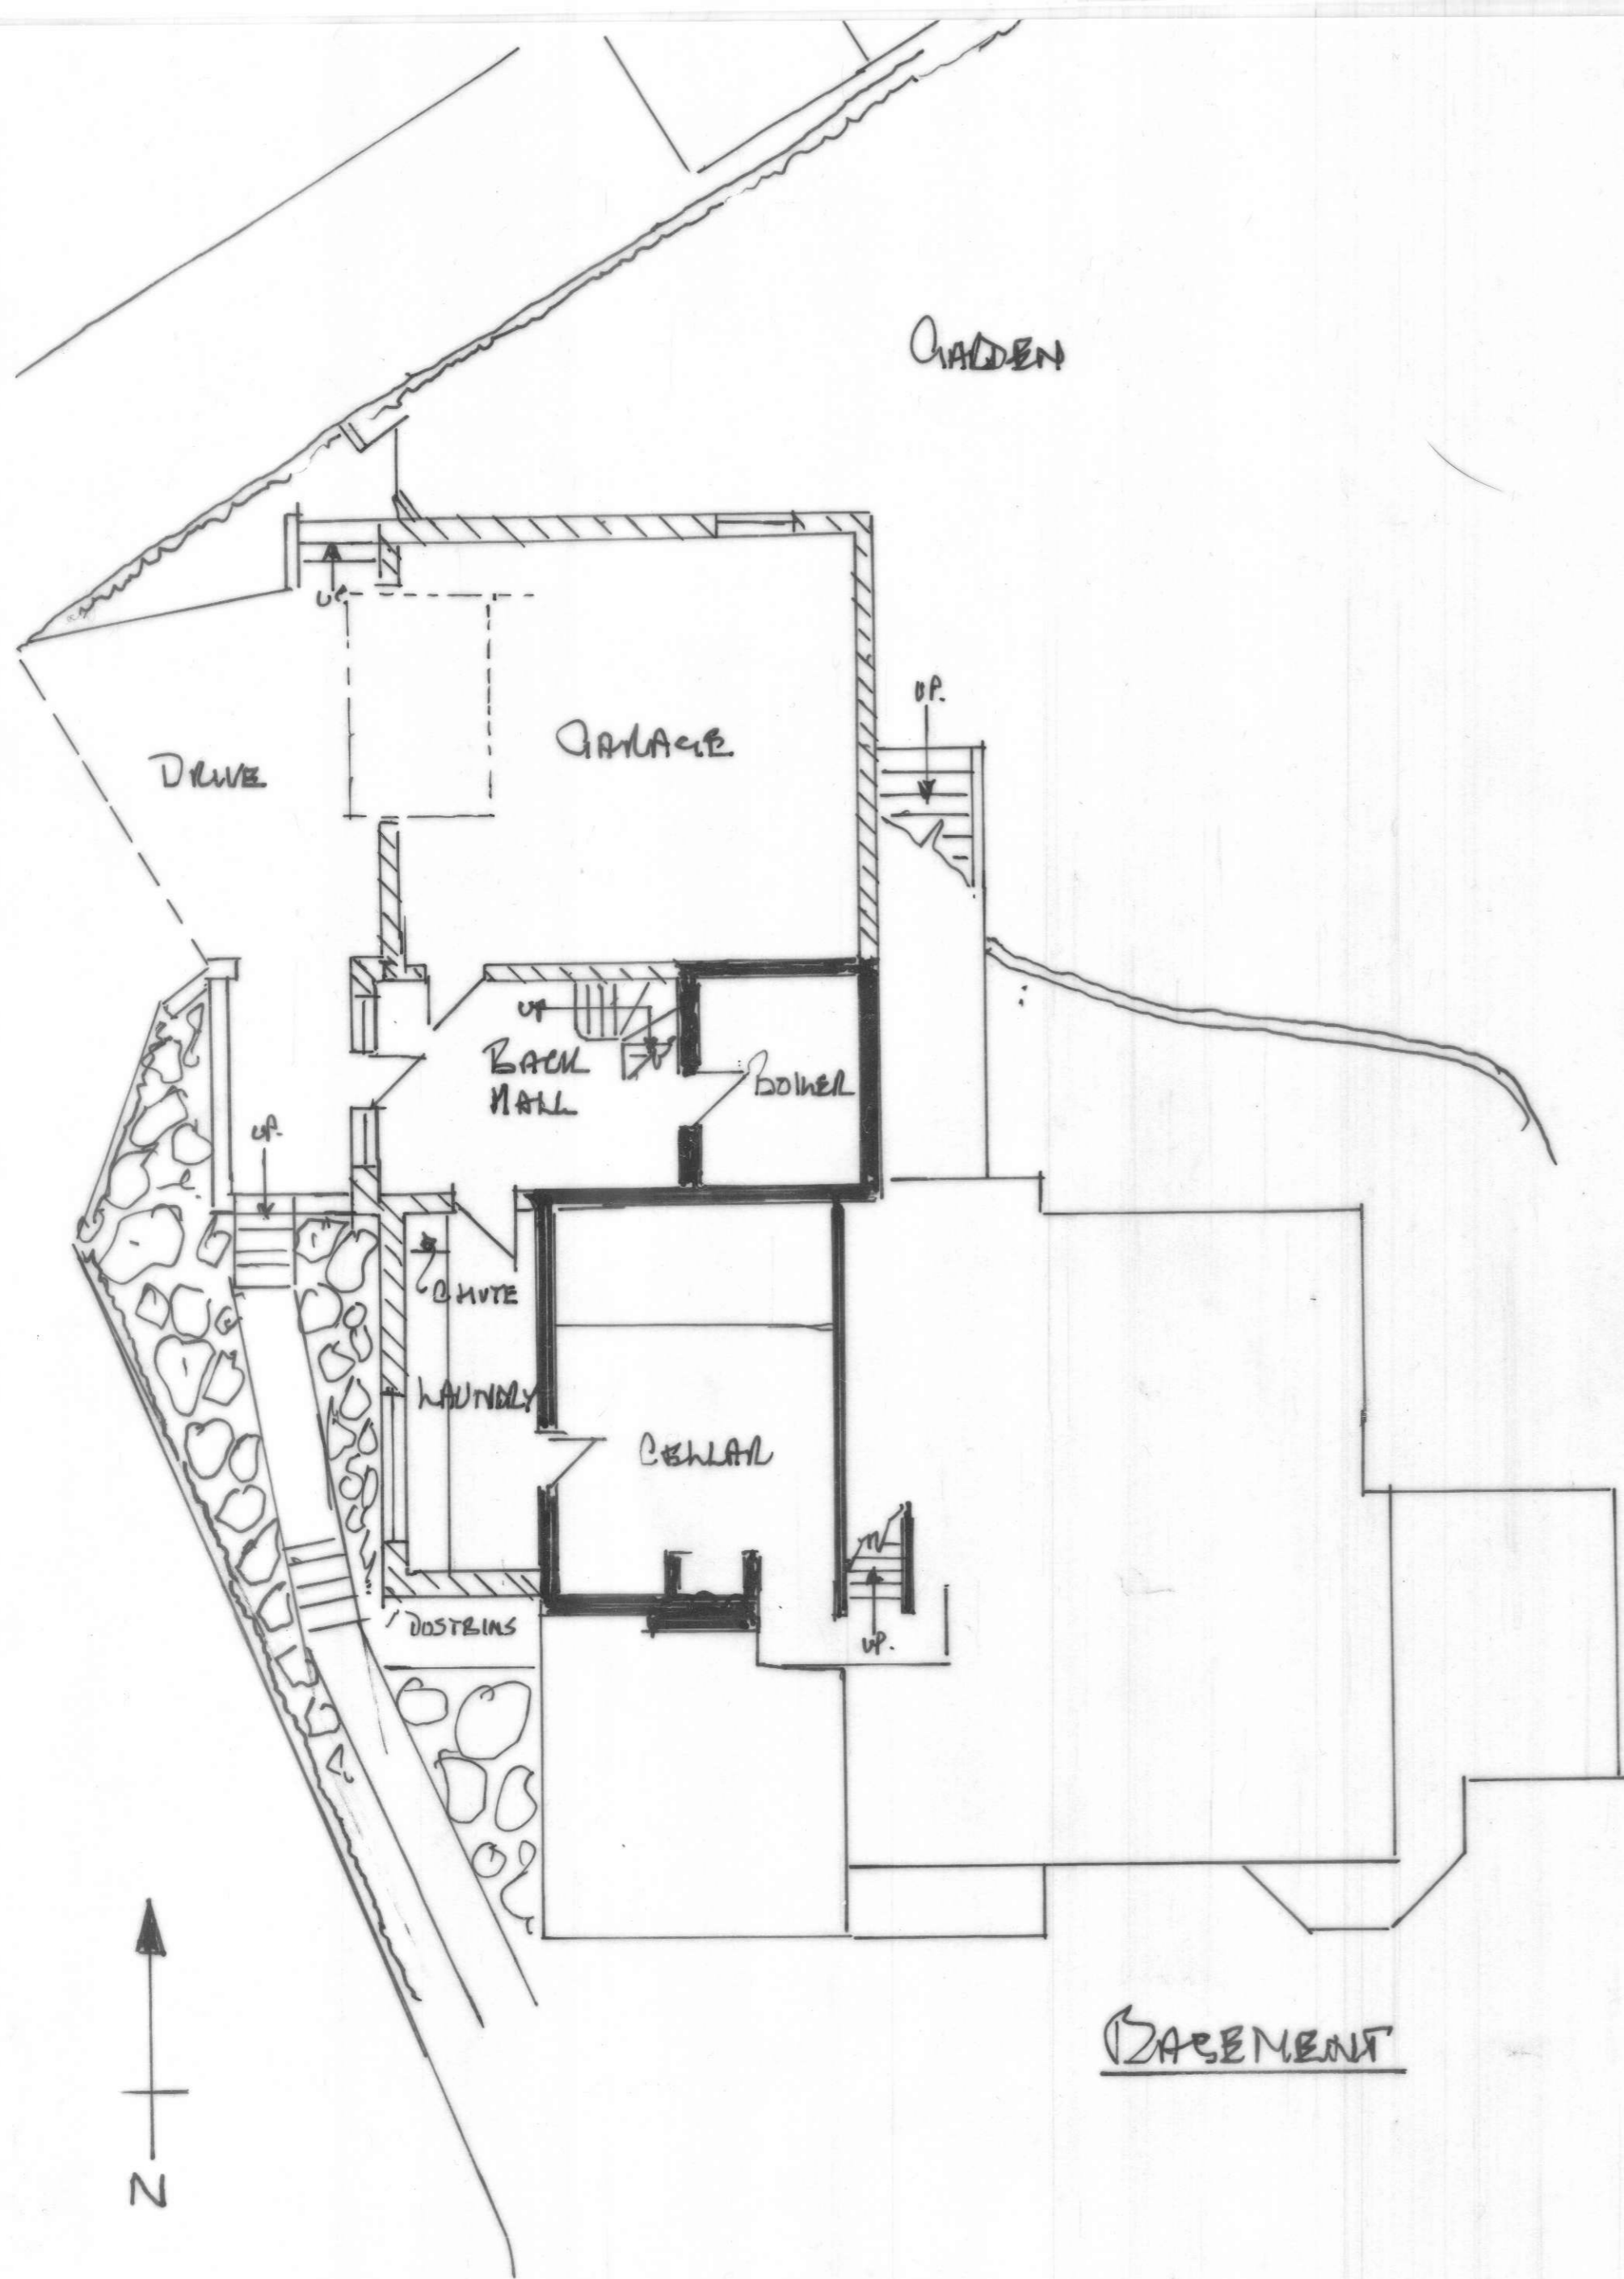 GARDEN
UP.
UP.
GARAGE
DRIVE
UP
BACK
HALL
BOILER
UP.
CHUTE
LAUNDRY
CELLAR
DUSTBINS
UP.
BASEMENT
N